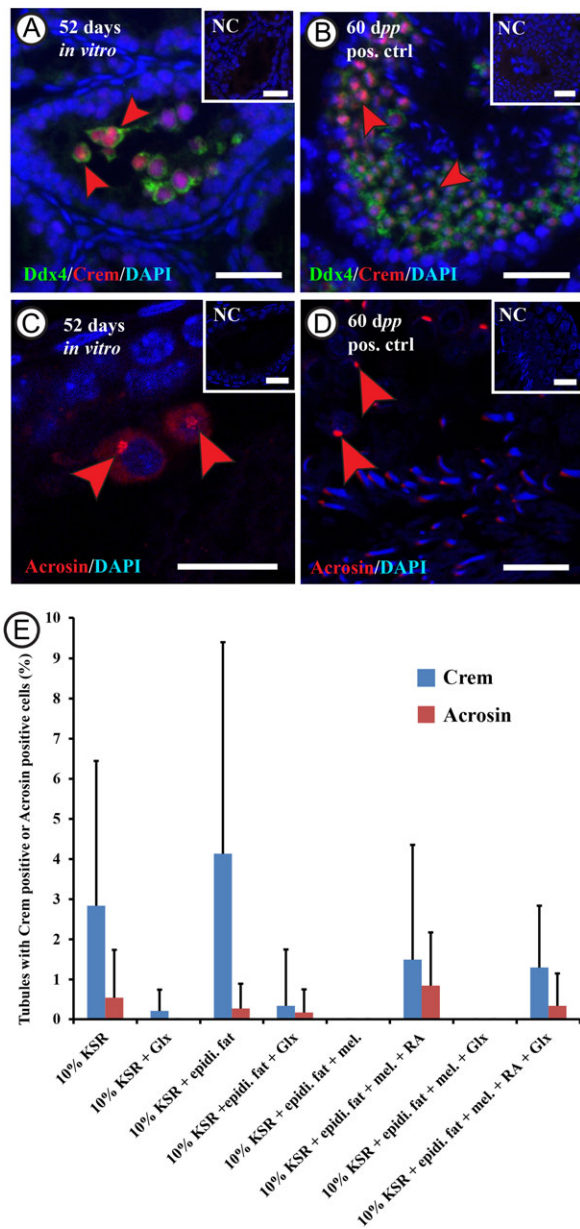 A
52 days
in vitro
NC
Ddx4/Crem/DAPI
B
60 dpp
pos. ctrl
NC
Ddx4/Crem/DAPI
C
52 days
in vitro
NC
Acrosin/DAPI
D
60 dpp
pos. ctrl
NC
Acrosin/DAPI
E
Tubules with Crem positive or Acrosin positive cells (%)
10
9
8
7
6
5
4
3
2
1
0
Crem
Acrosin
10% KSR
10% KSR + Glx
10% KSR + epidi. fat
10% KSR +epidi. fat + Glx
10% KSR + epidi. fat + mel.
10% KSR + epidi. fat + mel. + RA
10% KSR + epidi. fat + mel. + Glx
10% KSR + epidi. fat + mel. + RA + Glx